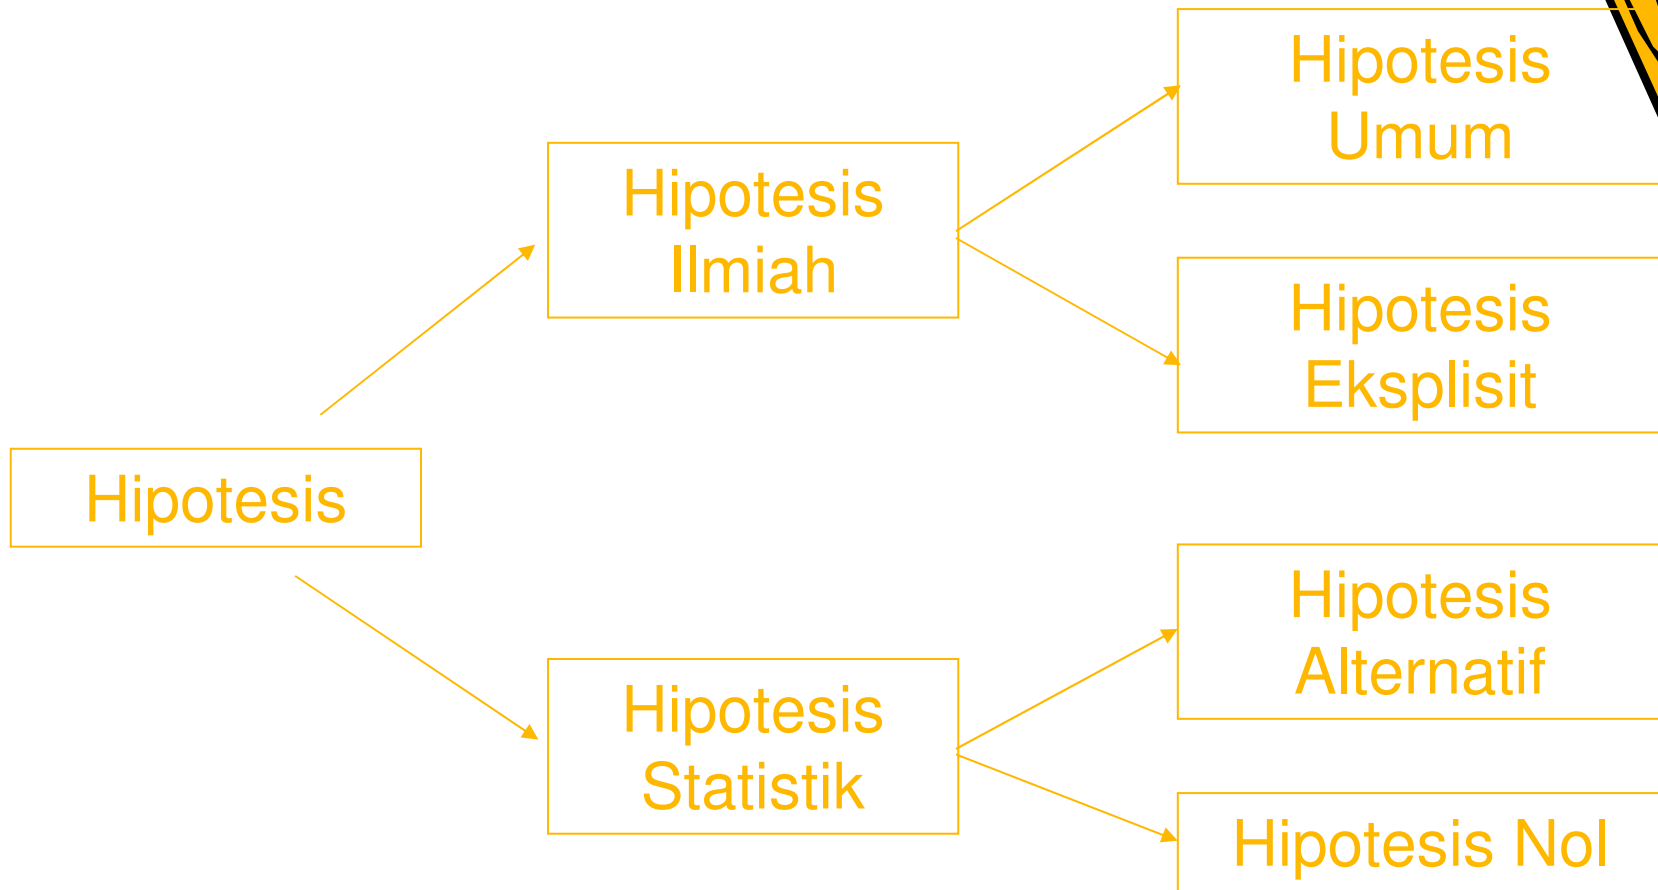 Hipotesis
Umum
Hipotesis
Ilmiah
Hipotesis
Eksplisit
Hipotesis
Hipotesis
Alternatif
Hipotesis
Statistik
Hipotesis Nol